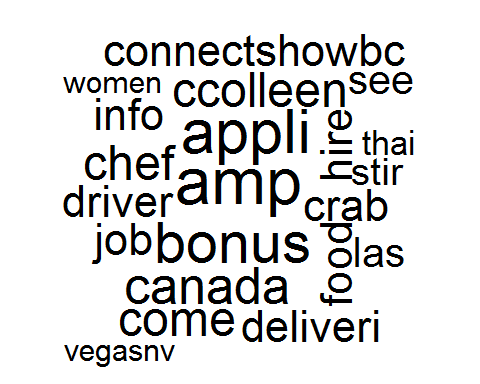 connectshowbc
women
ccolleen
see
info
appli
hire
thai
chef
amp
stir
driver
crab
job
bonus
food
las
canada
come
deliveri
vegasnv